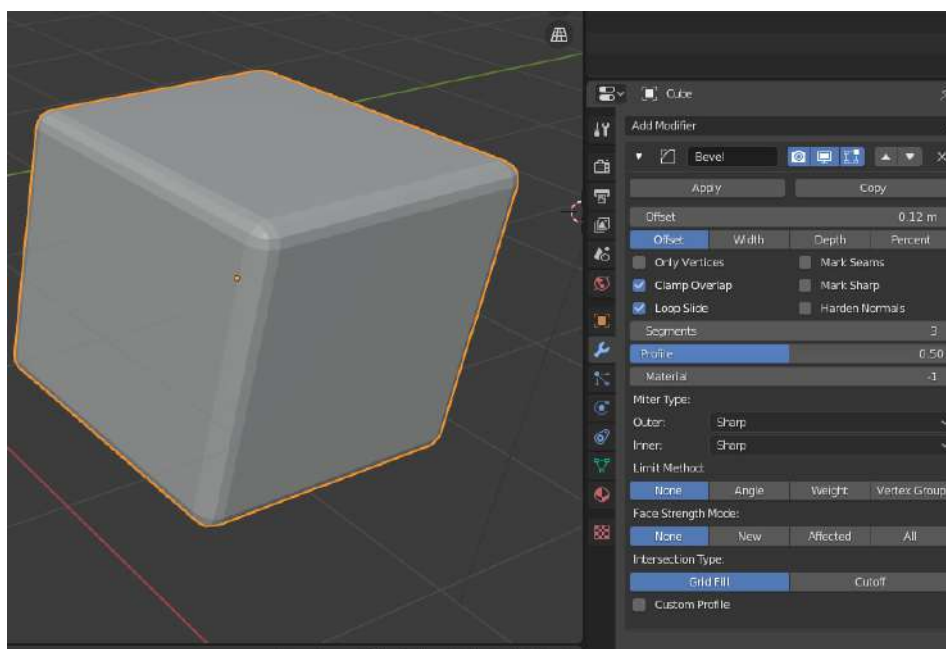 Cube
Add Modifier
Bevel
Apply Copy
Offset 0.12 m
Offset Width Depth Percent
Only Vertices Mark Seams
Clamp Overlap Mark Sharp
Loop Slide Harden Normals
Segments 3
Profile 0.50
Material -1
Miter Type:
Outer: Sharp
Inner: Sharp
Limit Method:
None Angle Weight Vertex Group
Face Strength Mode:
None New Affected All
Intersection Type:
Grid Fill Cutoff
Custom Profile